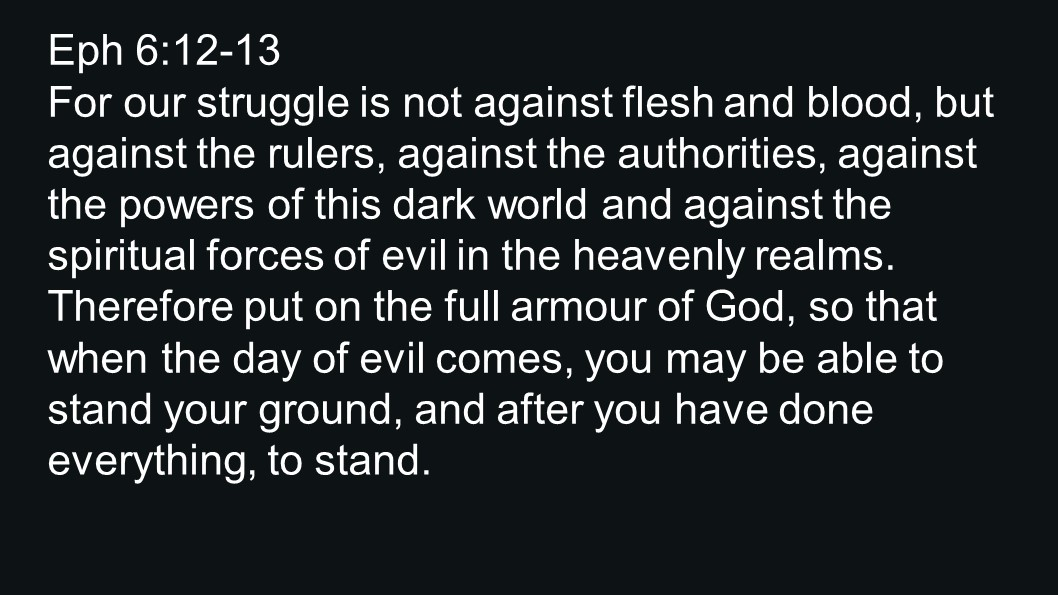 Eph 6:12-13
For our struggle is not against flesh and blood, but
against the rulers, against the authorities, against
the powers of this dark world and against the
spiritual forces of evil in the heavenly realms.
Therefore put on the full armour of God, so that
when the day of evil comes, you may be able to
stand your ground, and after you have done
everything, to stand.